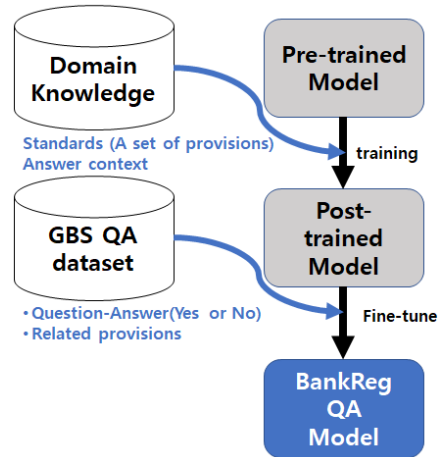 Domain
Knowledge
Pre-trained
Model
Standards (A set of provisions)
Answer context
training
GBS QA
dataset
Post-
trained
Model
•Question-Answer(Yes or No)
•Related provisions
Fine-tune
BankReg
QA
Model